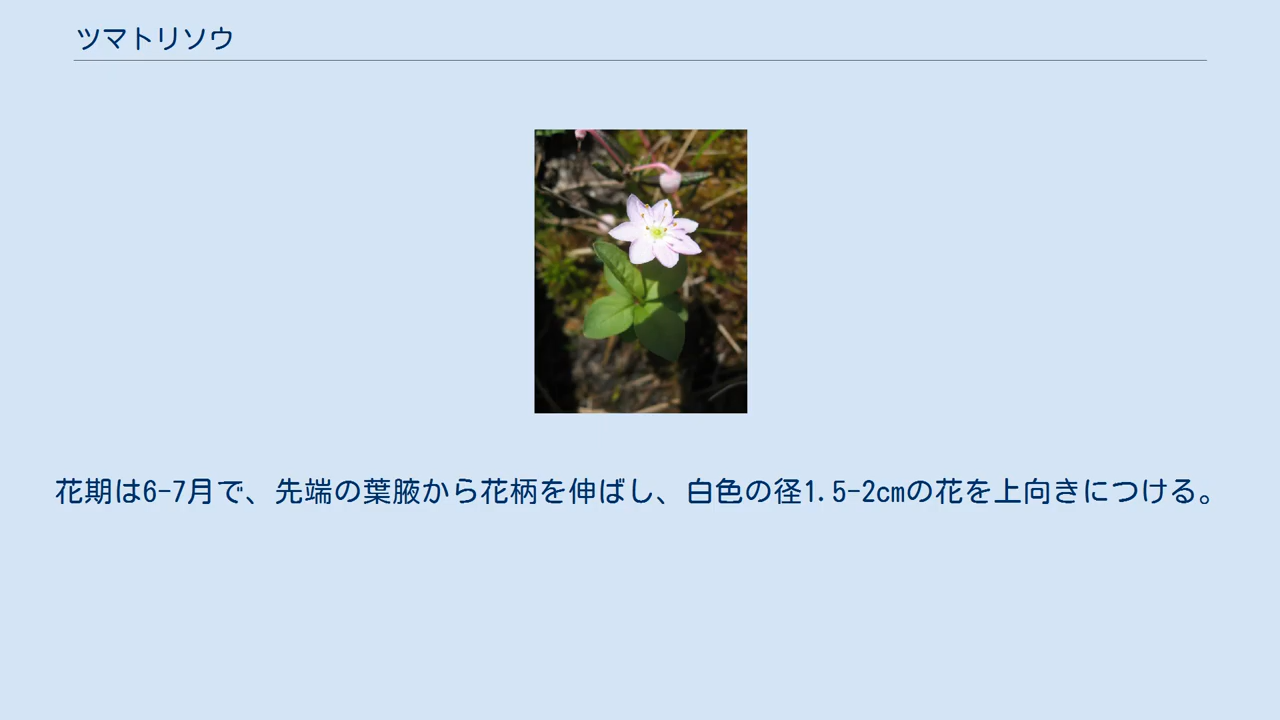 ツマトリソウ
花期は6-7月で、先端の葉腋から花柄を伸ばし、白色の径1.5-2cmの花を上向きにつける。